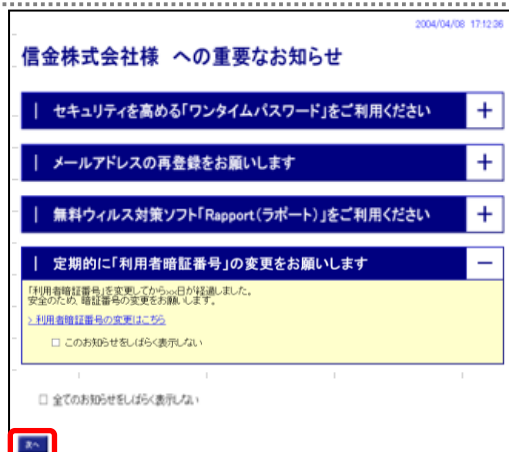 2004/04/08 17:12:36
信金株式会社様 への重要なお知らせ
| セキュリティを高める「ワンタイムパスワード」をご利用ください +
| メールアドレスの再登録をお願いします +
| 無料ウィルス対策ソフト「Rapport(ラポート)」をご利用ください +
| 定期的に「利用者暗証番号」の変更をお願いします −
「利用者暗証番号」を変更してからxx日が経過しました。
安全のため、暗証番号の変更をお願いします。
> 利用者暗証番号の変更はこちら
□ このお知らせをしばらく表示しない
□ 全てのお知らせをしばらく表示しない
次へ